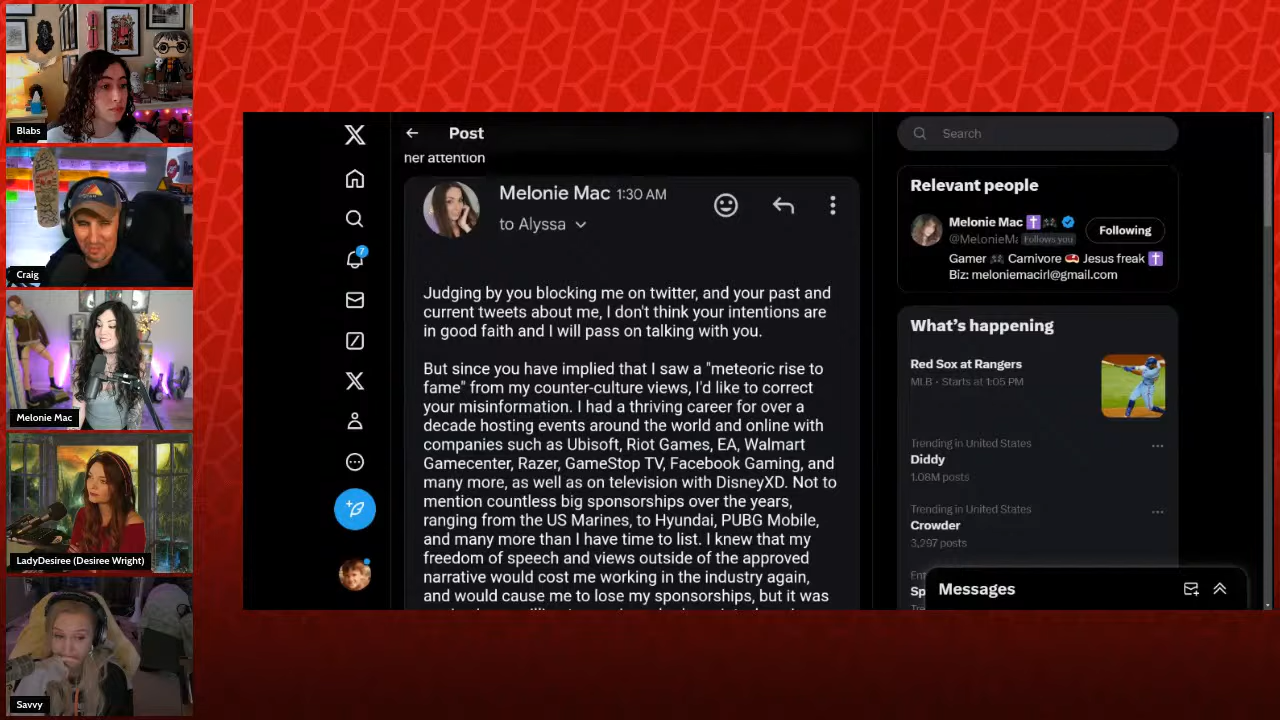 Blabs
Craig
Melonie Mac
LadyDesiree (Desiree Wright)
Savvy
X
Post
her attention
Melonie Mac 1:30 AM
to Alyssa
Judging by you blocking me on twitter, and your past and
current tweets about me, I don't think your intentions are
in good faith and I will pass on talking with you.
But since you have implied that I saw a "meteoric rise to
fame" from my counter-culture views, I'd like to correct
your misinformation. I had a thriving career for over a
decade hosting events around the world and online with
companies such as Ubisoft, Riot Games, EA, Walmart
Gamecenter, Razer, GameStop TV, Facebook Gaming, and
many more, as well as on television with DisneyXD. Not to
mention countless big sponsorships over the years,
ranging from the US Marines, to Hyundai, PUBG Mobile,
and many more than I have time to list. I knew that my
freedom of speech and views outside of the approved
narrative would cost me working in the industry again,
and would cause me to lose my sponsorships, but it was
7
Search
Relevant people
Melonie Mac
@MelonieMa Follows you
Following
Gamer Carnivore Jesus freak
Biz: meloniemacirl@gmail.com
What's happening
Red Sox at Rangers
MLB · Starts at 1:05 PM
Trending in United States
Diddy
1.08M posts
Trending in United States
Crowder
3,297 posts
Ent
Sp
Tre
Messages